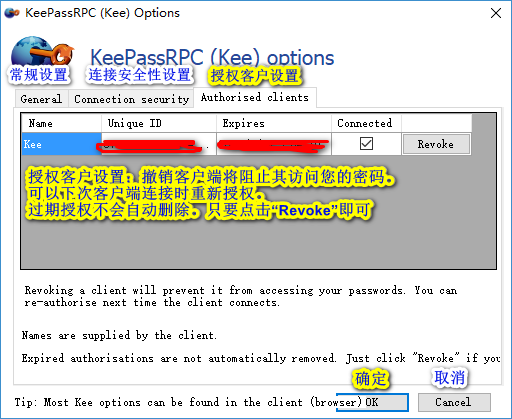 KeePassRPC (Kee) Options
KeePassRPC (Kee) options
常规设置 连接安全性设置 授权客户设置
General Connection security Authorised clients
Name Unique ID Expires Connected
Kee Revoke
授权客户设置：撤销客户端将阻止其访问您的密码。
可以下次客户端连接时重新授权。
过期授权不会自动删除。只要点击“Revoke”即可
Revoking a client will prevent it from accessing your passwords. You can
re-authorise next time the client connects.
Names are supplied by the client.
Expired authorisations are not automatically removed. Just click "Revoke" if you
确定 取消
Tip: Most Kee options can be found in the client (browser) OK Cancel